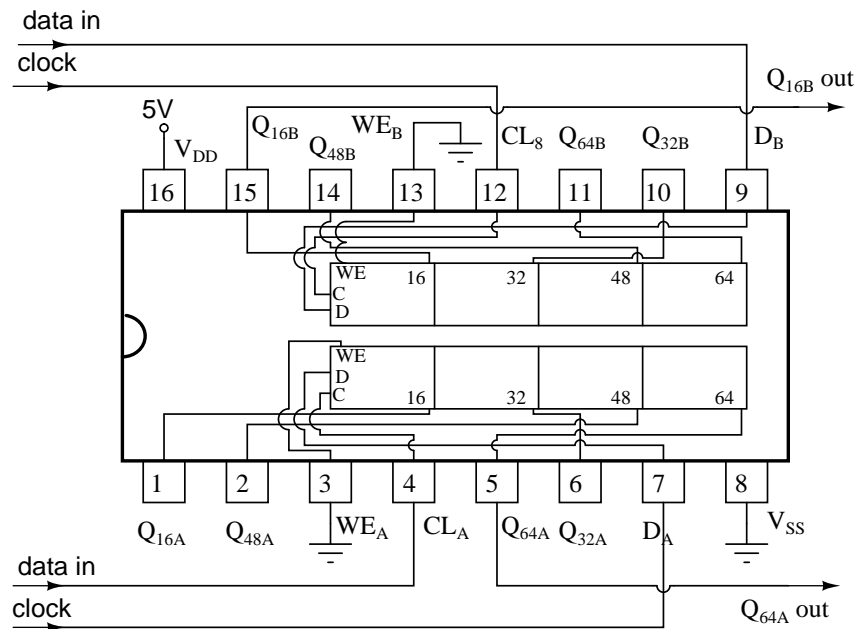 data in
clock
Q16B out
5V
VDD
Q16B
Q48B
WEB
CL8
Q64B
Q32B
DB
16 15 14 13 12 11 10 9
WE 16 32 48 64
C
D
WE
D
C 16 32 48 64
1 2 3 4 5 6 7 8
Q16A
Q48A
WEA
CLA
Q64A
Q32A
DA
VSS
data in
clock
Q64A out